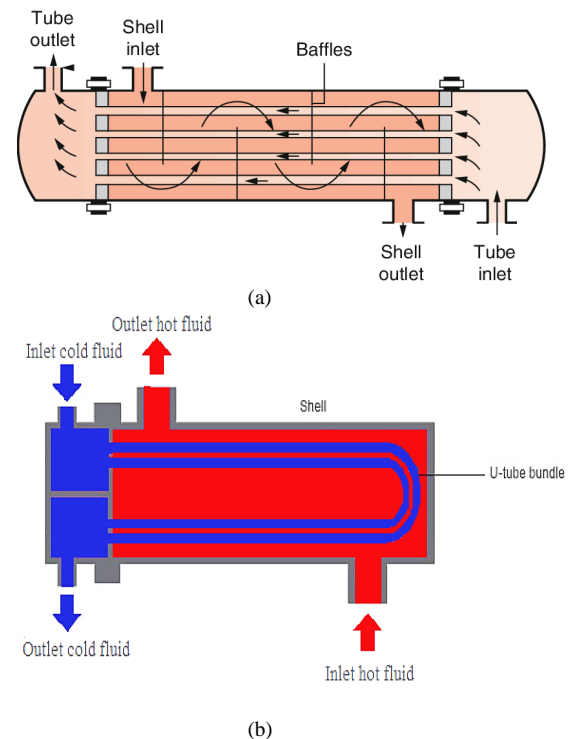 Tube
outlet
Shell
inlet
Baffles
Shell
outlet
Tube
inlet
(a)
Outlet hot fluid
Inlet cold fluid
Shell
U-tube bundle
Outlet cold fluid
Inlet hot fluid
(b)